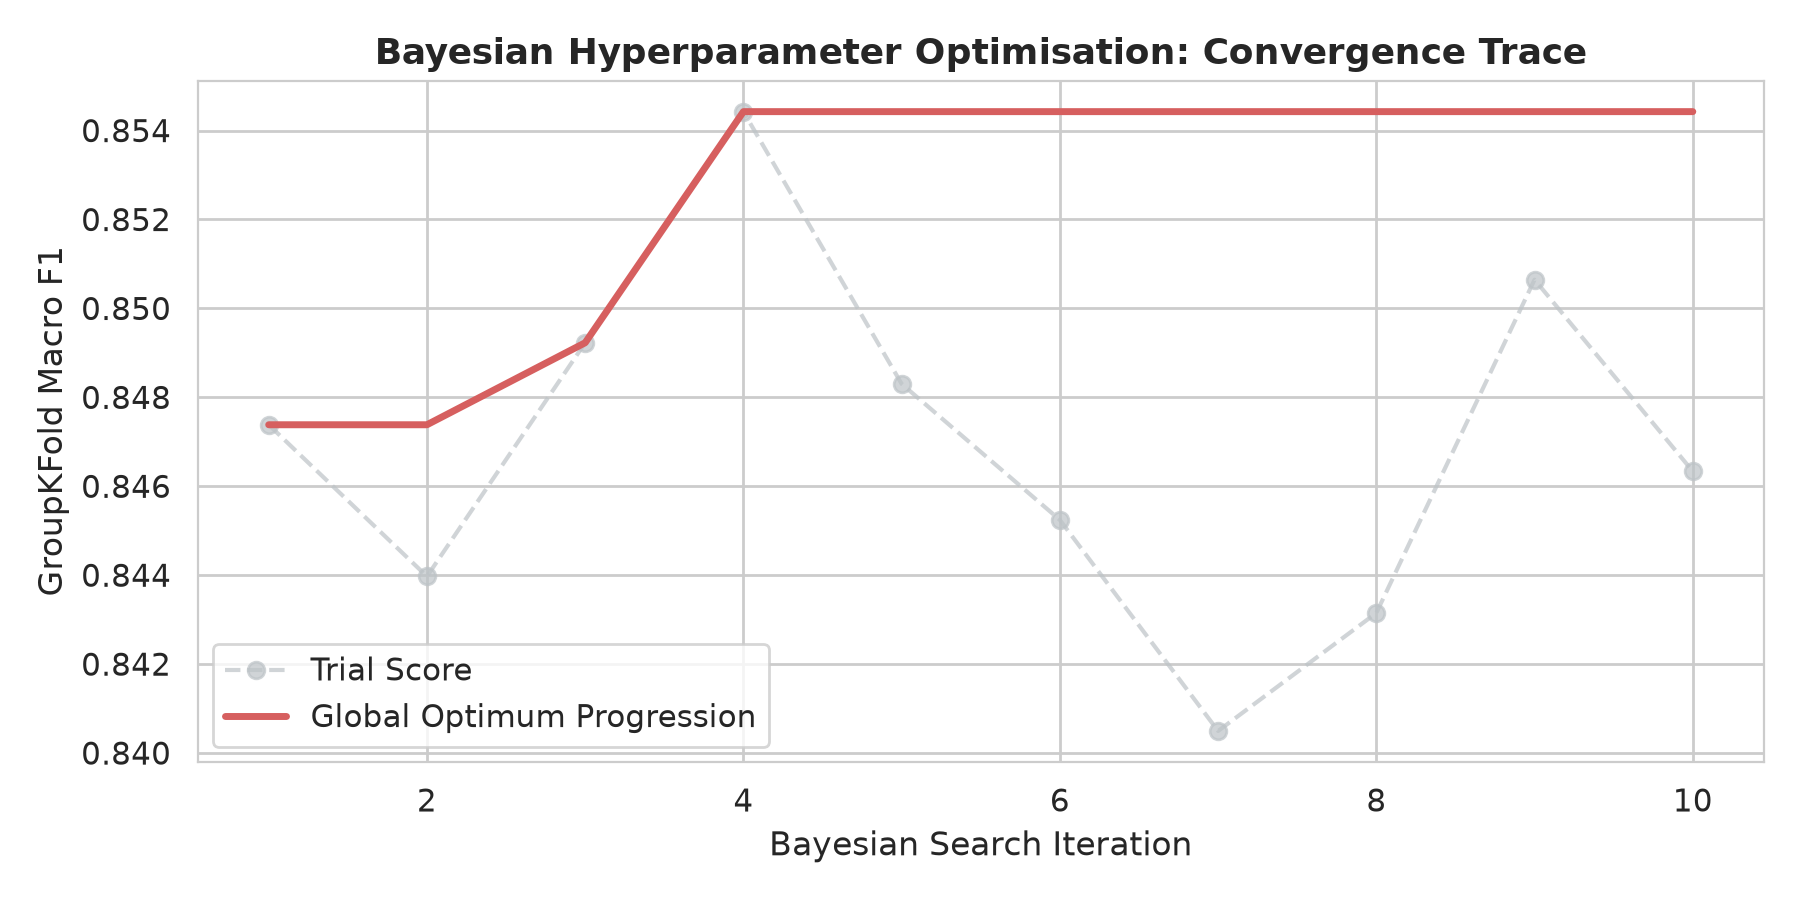 Bayesian Hyperparameter Optimisation: Convergence Trace
GroupKFold Macro F1
0.854
0.852
0.850
0.848
0.846
0.844
0.842
0.840
Trial Score
Global Optimum Progression
2 4 6 8 10
Bayesian Search Iteration